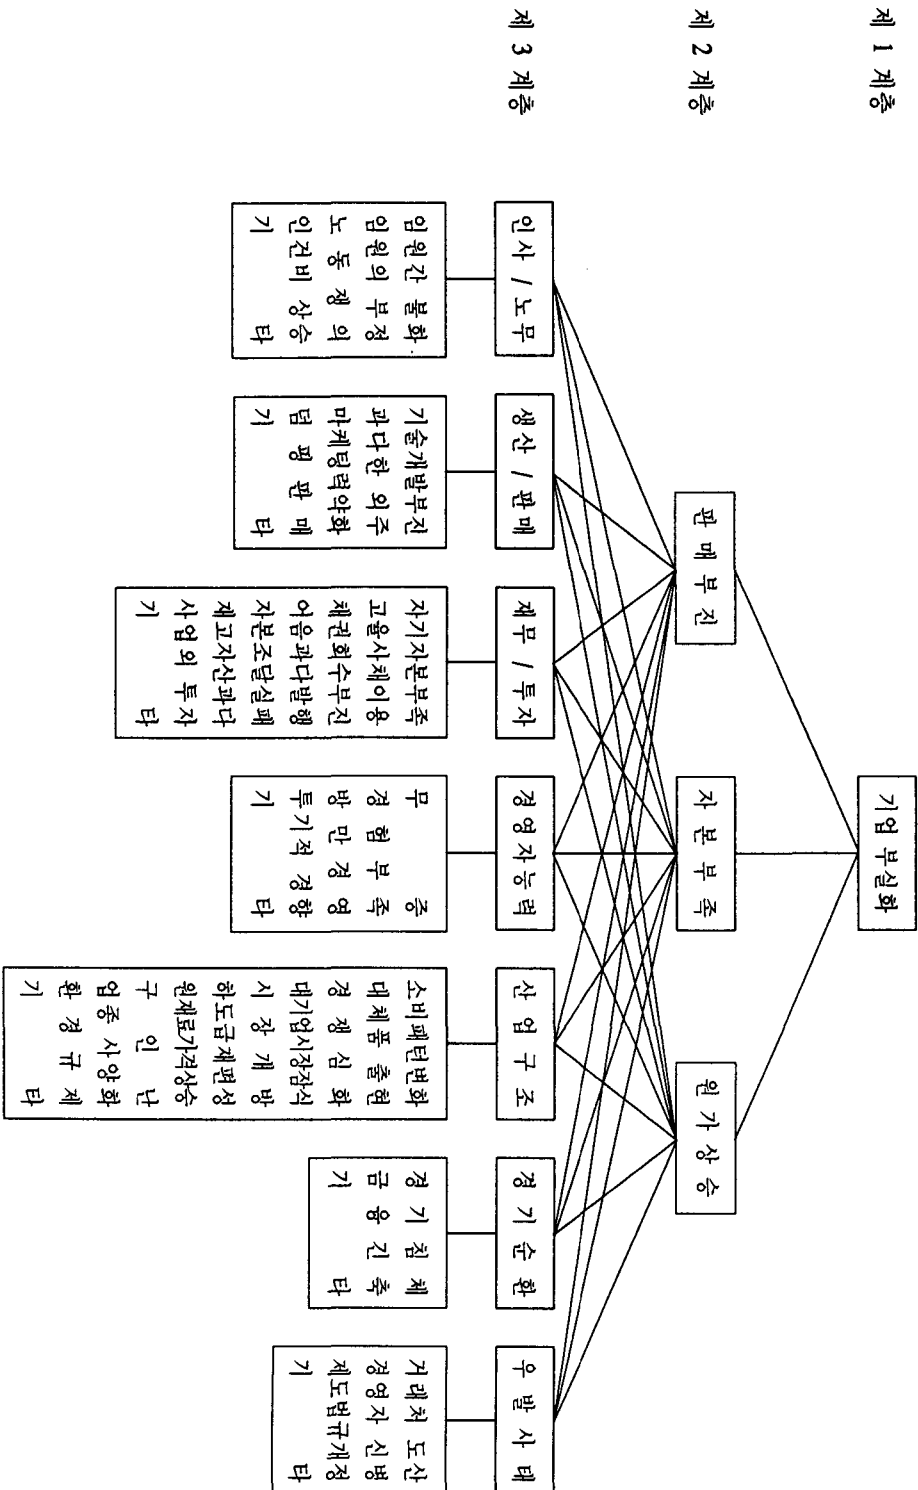 제 1 계층
기업 부실화
제 2 계층
판 매 부 진
자 본 부 족
원 가 상 승
제 3 계층
인 사 / 노 무
생 산 / 판 매
재 무 / 투 자
경 영 자 능 력
산 업 구 조
경 기 순 환
우 발 사 태
임 원 간 불 화
임 원 의 부 정
노 동 쟁 의
인 건 비 상 승
기 타
기술개발부진
과 다 한 외 주
마케팅력약화
덤 핑 판 매
기 타
자기자본부족
고율사채이용
채권회수부진
어음과다발행
자본조달실패
재고자산과다
사 업 외 투 자
기 타
무 능
경 험 부 족
방 만 경 영
투 기 적 경 향
기 타
소비패턴변화
대체품 출현
경 쟁 심 화
대기업시장잠식
시 장 개 방
하도급재편성
원재료가격상승
구 인 난
업종 사양화
환 경 규 제
기 타
경 기 침 체
금 융 긴 축
기 타
거래처 도산
경영자 신병
제도법규개정
기 타